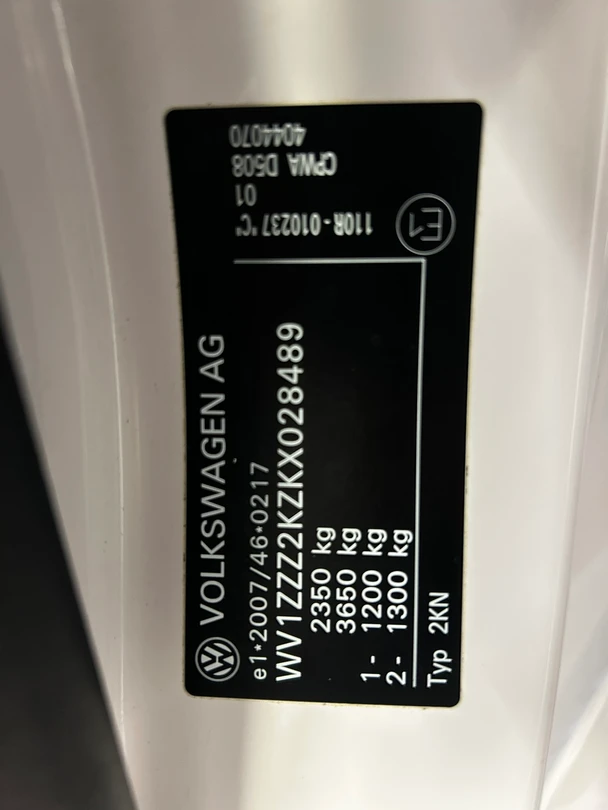 VOLKSWAGEN AG
e1*2007/46*0217
WV1ZZZ2KZKX028489
2350 kg
3650 kg
1- 1200 kg
2- 1300 kg
Typ 2KN
E1
110R-010237 "C"
01
CPWA D508
4044070